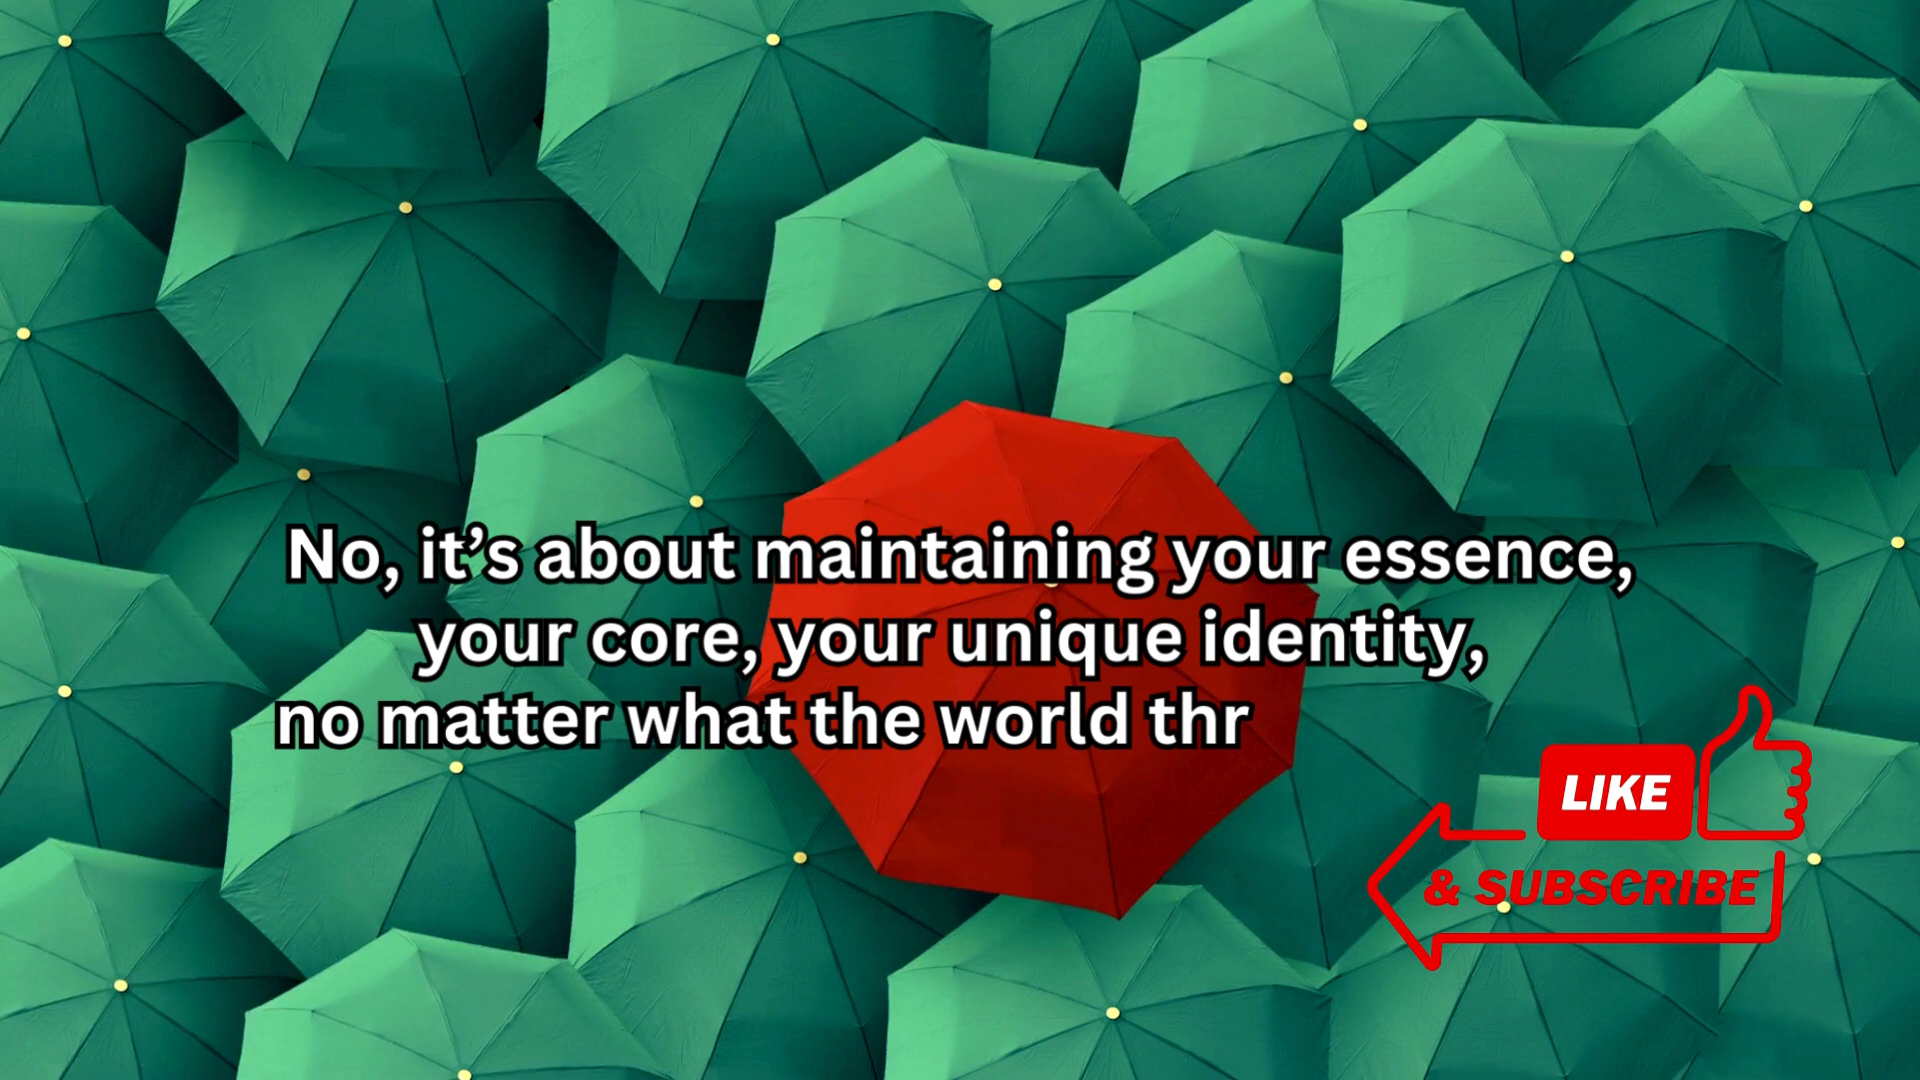 No, it’s about maintaining your essence,
your core, your unique identity,
no matter what the world thr
LIKE
& SUBSCRIBE